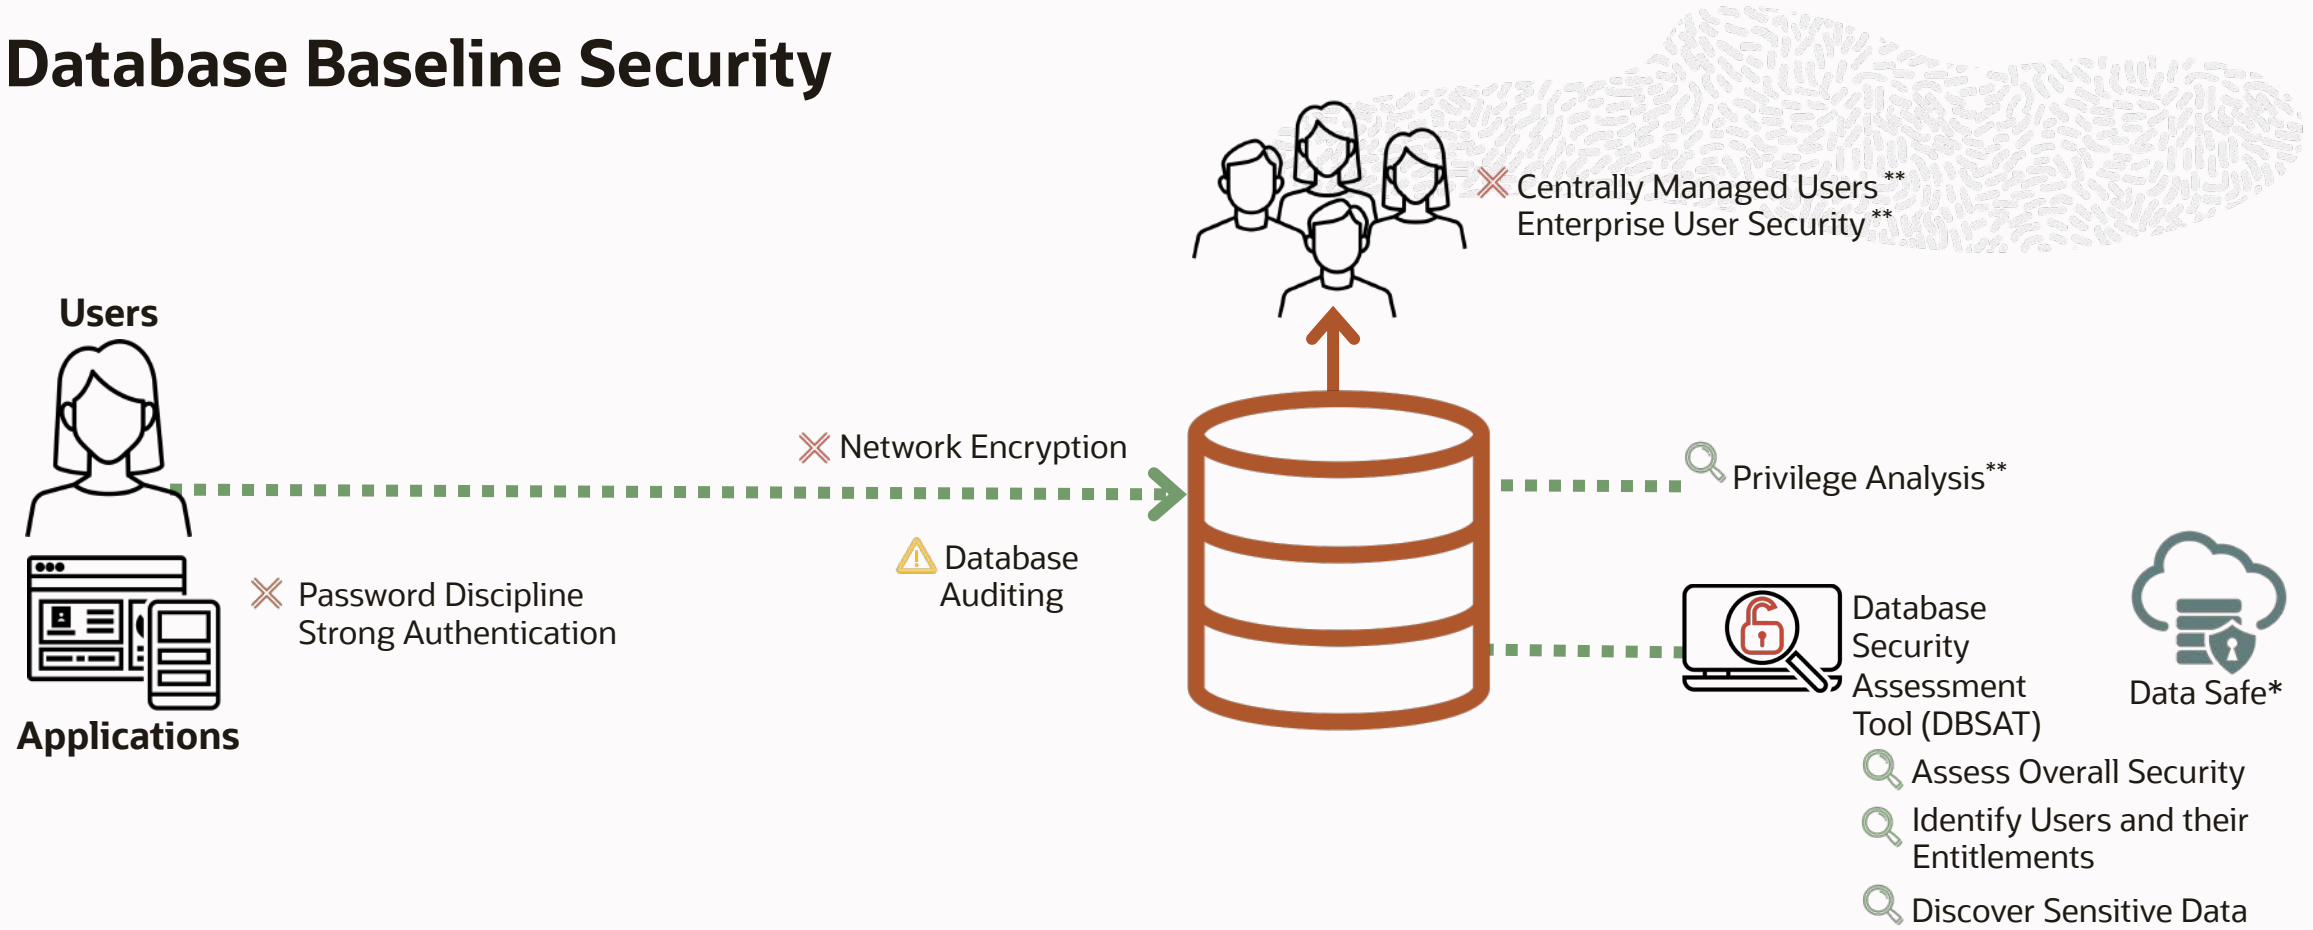 Database Baseline Security
Centrally Managed Users**
Enterprise User Security**
Users
Network Encryption
Privilege Analysis**
Database
Auditing
Password Discipline
Strong Authentication
Applications
Database
Security
Assessment
Tool (DBSAT)
Data Safe*
Assess Overall Security
Identify Users and their
Entitlements
Discover Sensitive Data